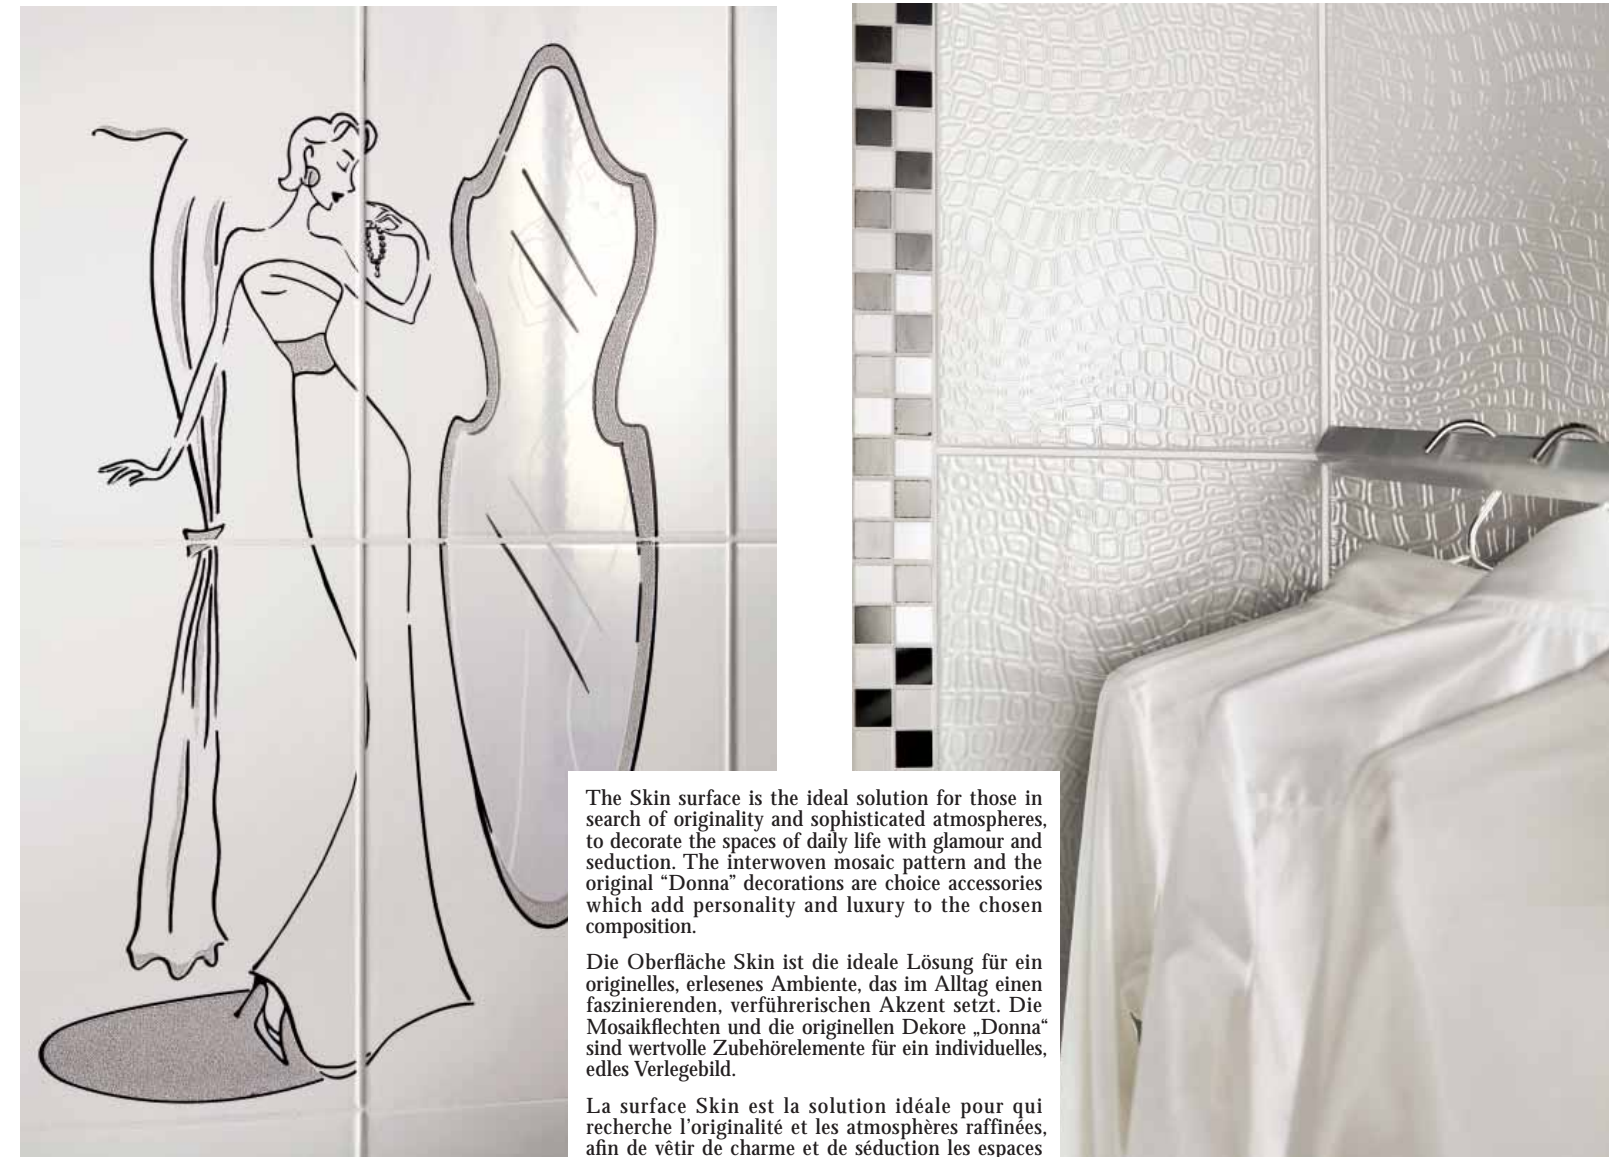 The Skin surface is the ideal solution for those in
search of originality and sophisticated atmospheres,
to decorate the spaces of daily life with glamour and
seduction. The interwoven mosaic pattern and the
original “Donna” decorations are choice accessories
which add personality and luxury to the chosen
composition.
Die Oberfläche Skin ist die ideale Lösung für ein
originelles, erlesenes Ambiente, das im Alltag einen
faszinierenden, verführerischen Akzent setzt. Die
Mosaikflechten und die originellen Dekore „Donna“
sind wertvolle Zubehörelemente für ein individuelles,
edles Verlegebild.
La surface Skin est la solution idéale pour qui
recherche l’originalité et les atmosphères raffinées,
afin de vêtir de charme et de séduction les espaces